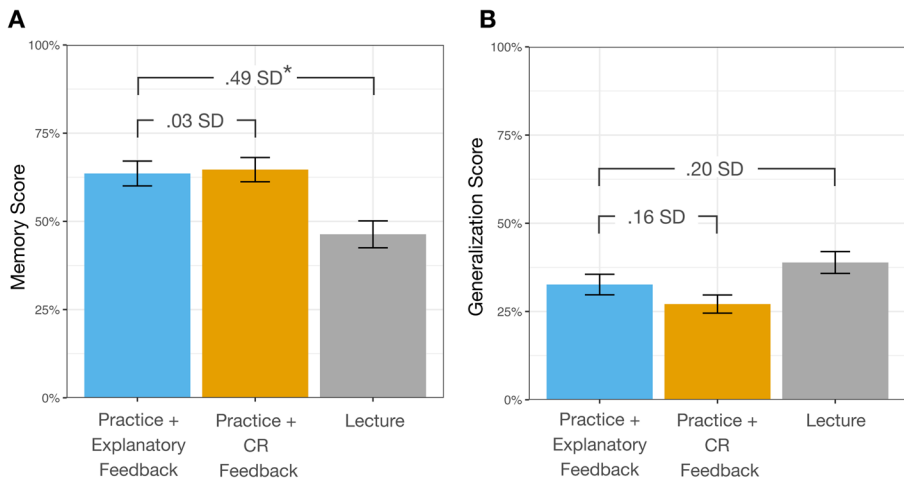 A
Memory Score
100%
75%
50%
25%
0%
.49 SD*
.03 SD
Practice +
Explanatory
Feedback
Practice +
CR
Feedback
Lecture
B
Generalization Score
100%
75%
50%
25%
0%
.20 SD
.16 SD
Practice +
Explanatory
Feedback
Practice +
CR
Feedback
Lecture